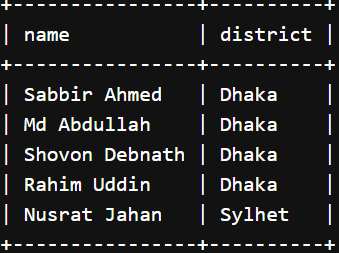 +----------------+----------+
| name           | district |
+----------------+----------+
| Sabbir Ahmed   | Dhaka    |
| Md Abdullah    | Dhaka    |
| Shovon Debnath | Dhaka    |
| Rahim Uddin    | Dhaka    |
| Nusrat Jahan   | Sylhet   |
+----------------+----------+